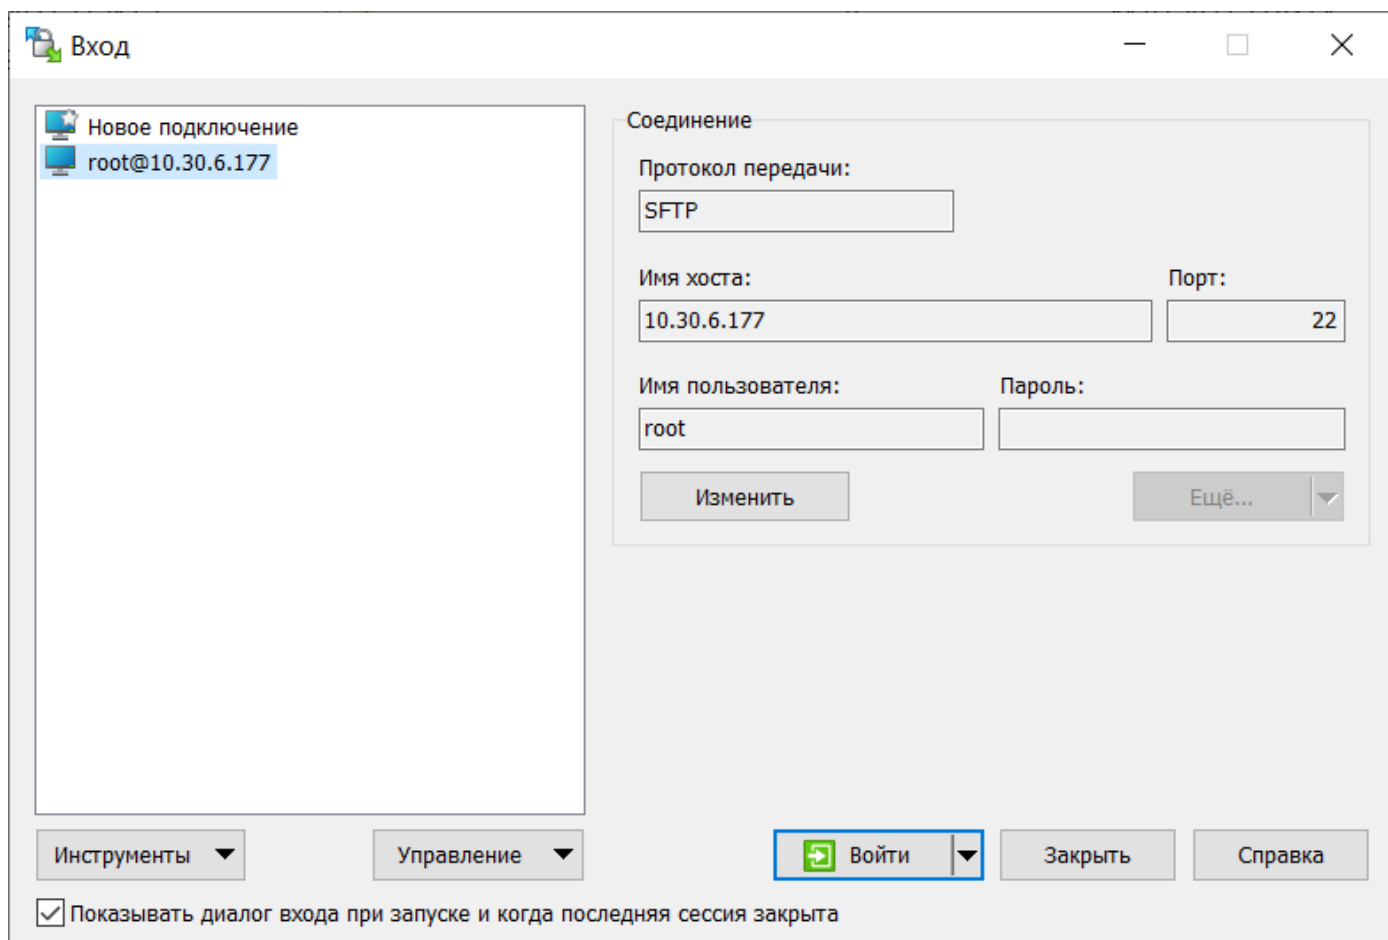 Вход
Новое подключение
root@10.30.6.177
Соединение
Протокол передачи:
SFTP
Имя хоста:
Порт:
10.30.6.177
22
Имя пользователя:
Пароль:
root
Изменить
Ещё...
Инструменты
Управление
Войти
Закрыть
Справка
Показывать диалог входа при запуске и когда последняя сессия закрыта